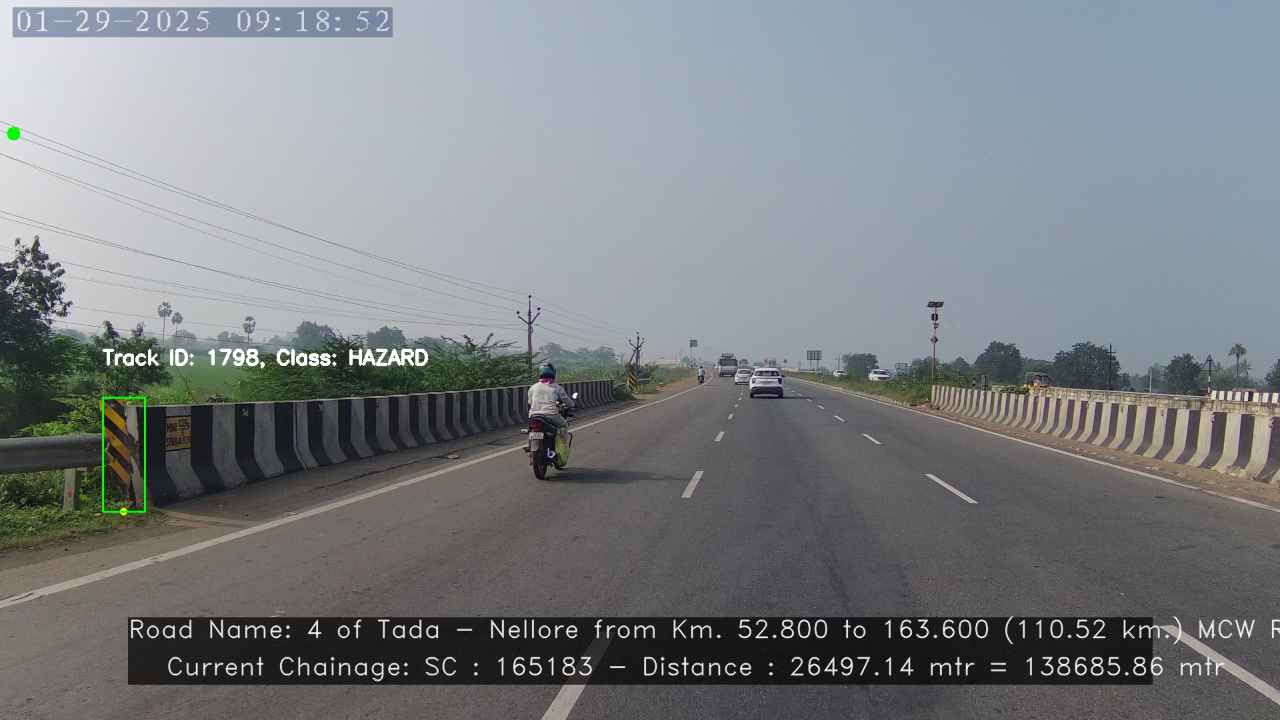 01-29-2025 09:18:52
Track ID: 1798, Class: HAZARD
Road Name: 4 of Tada - Nellore from Km. 52.800 to 163.600 (110.52 km.) MCW R
Current Chainage: SC : 165183 - Distance : 26497.14 mtr = 138685.86 mtr